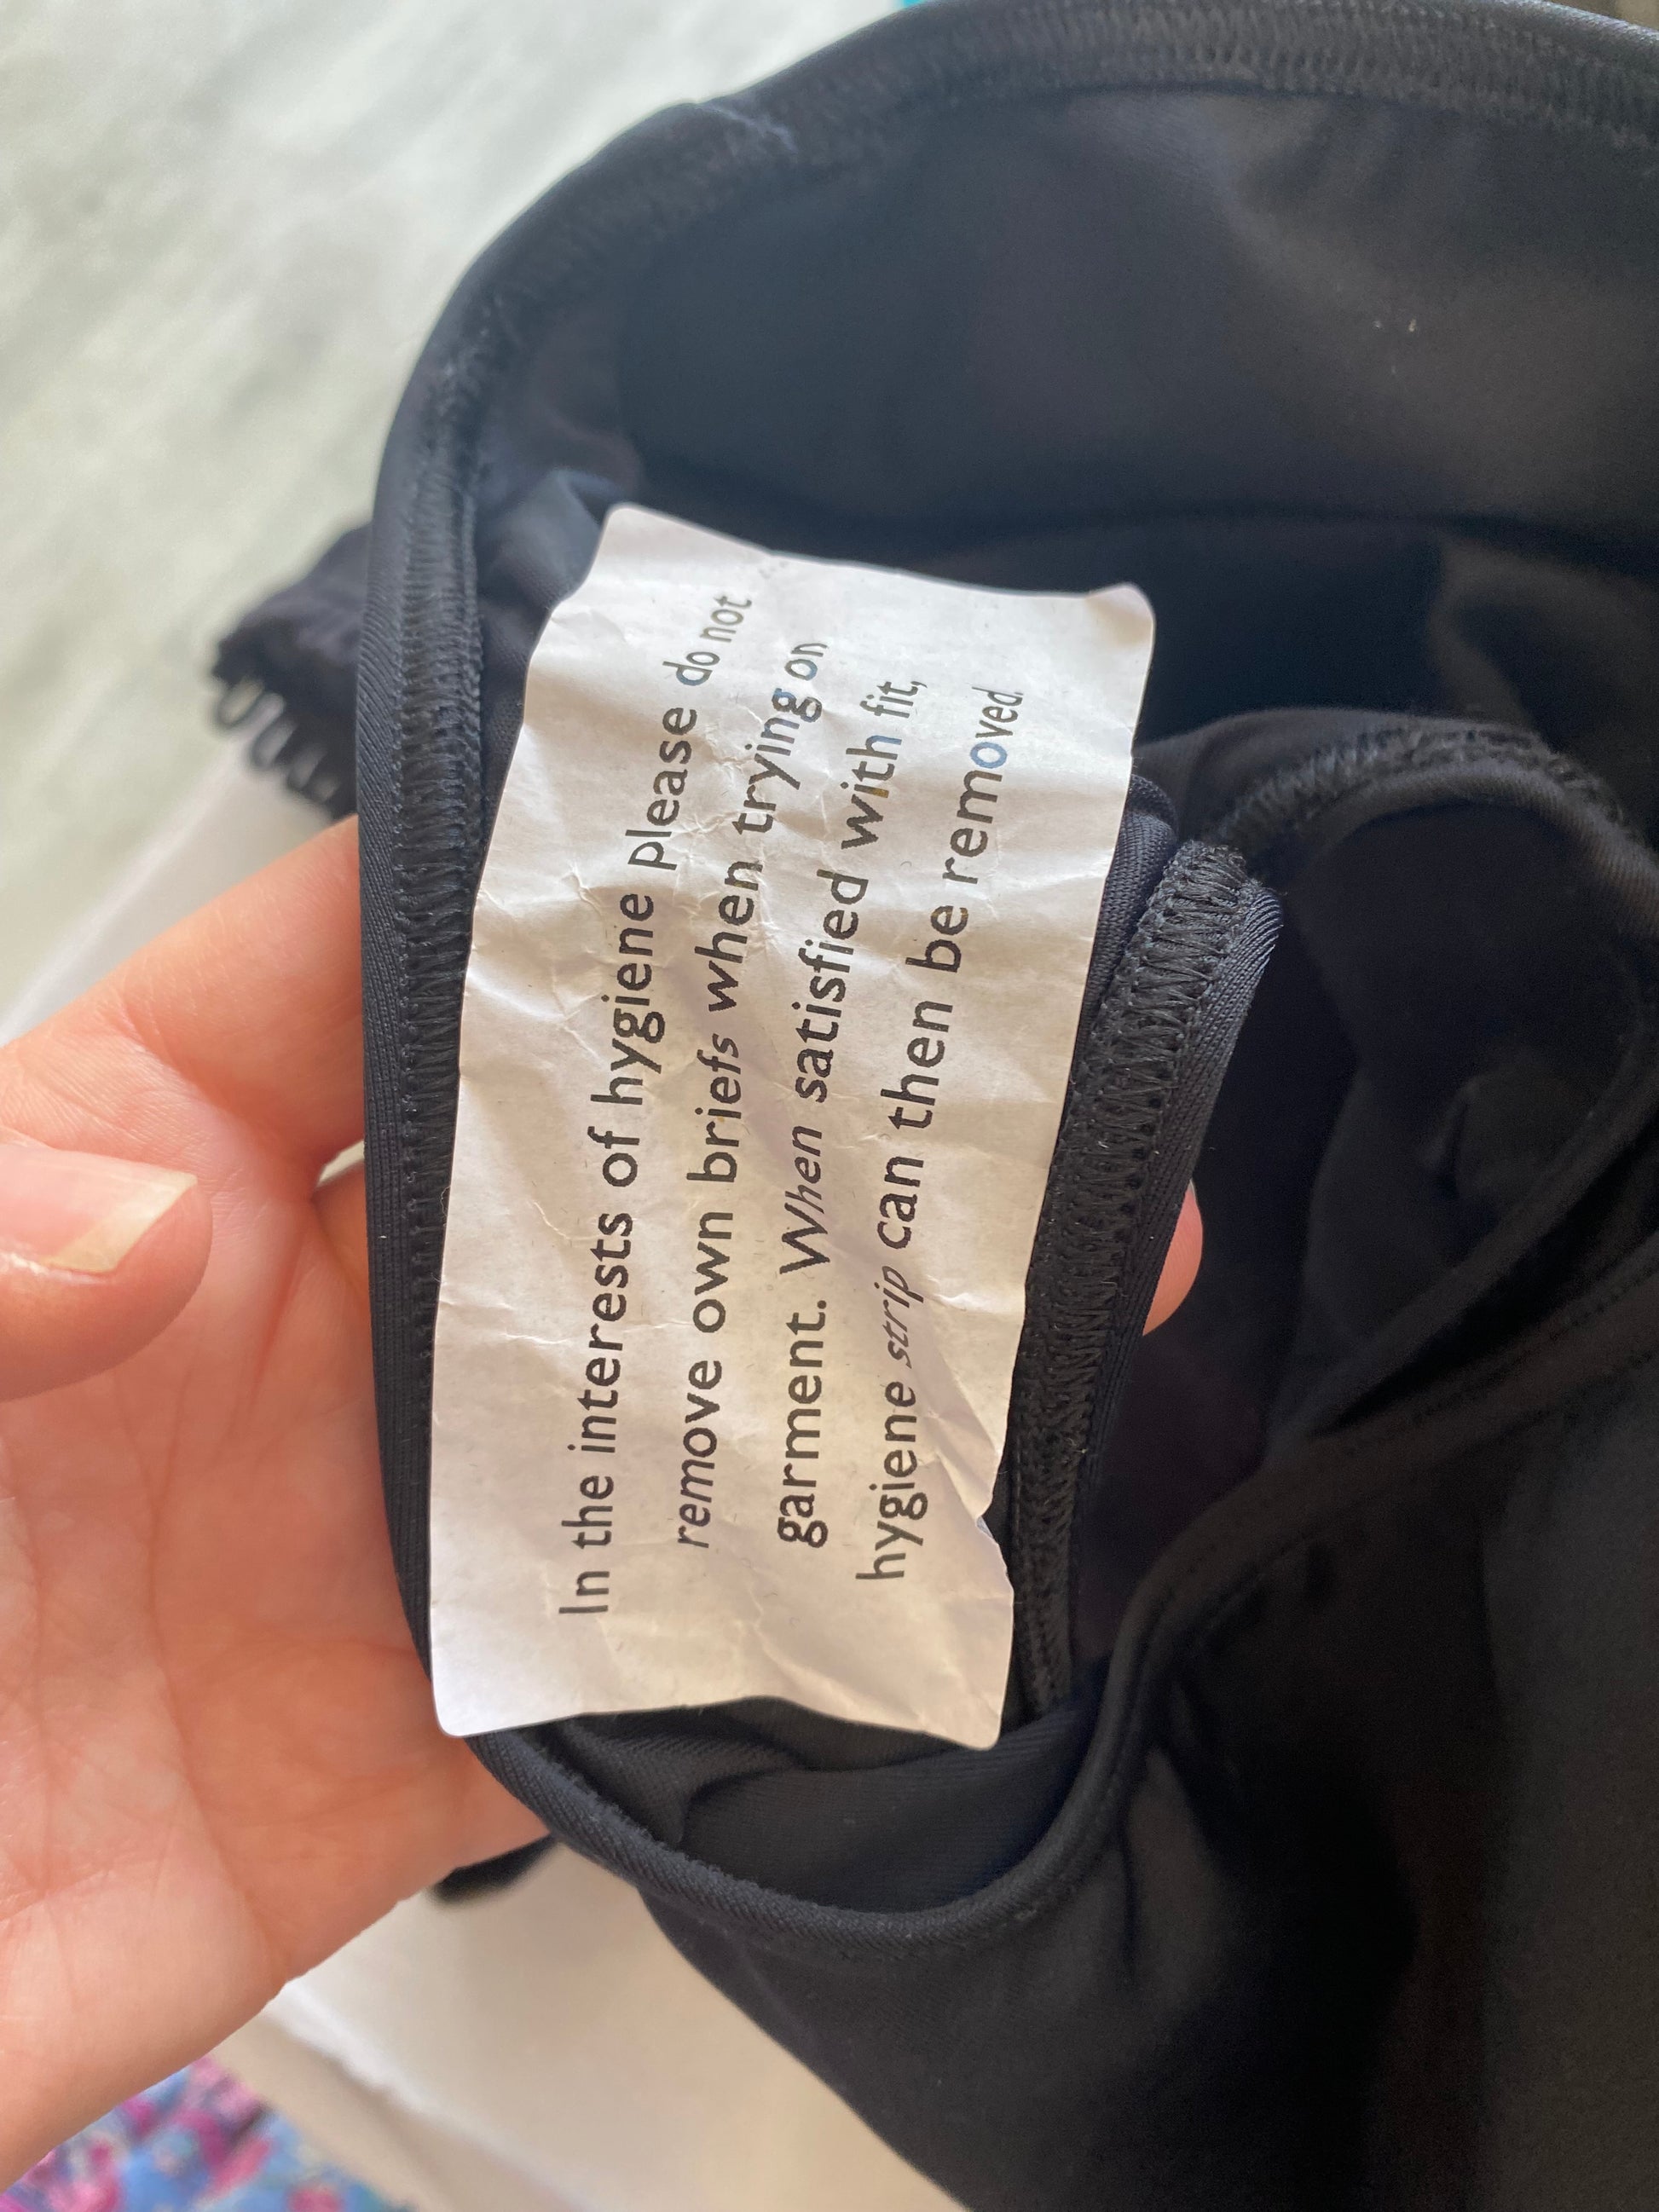 In the interests of hygiene please do not
remove own briefs when trying on
garment. When satisfied with fit,
hygiene strip can then be removed.